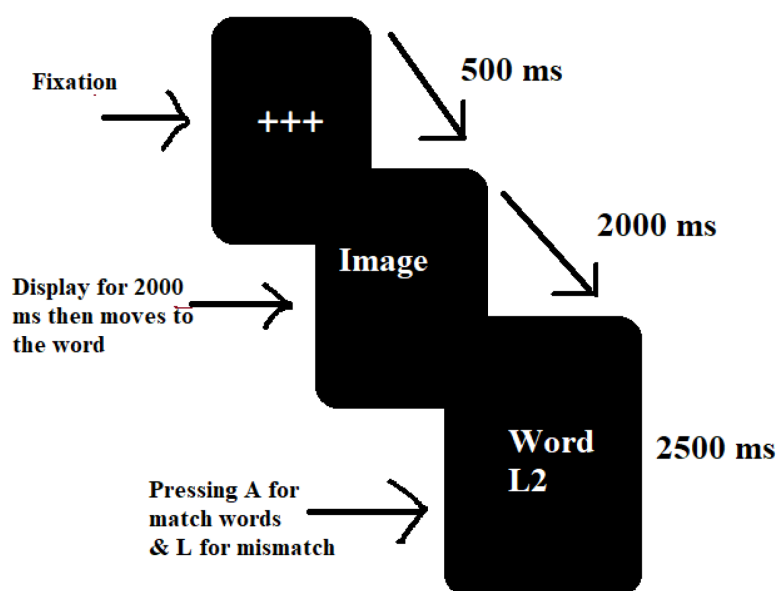 Fixation
+++
500 ms
Image
2000 ms
Display for 2000
ms then moves to
the word
Word
L2
2500 ms
Pressing A for
match words
& L for mismatch